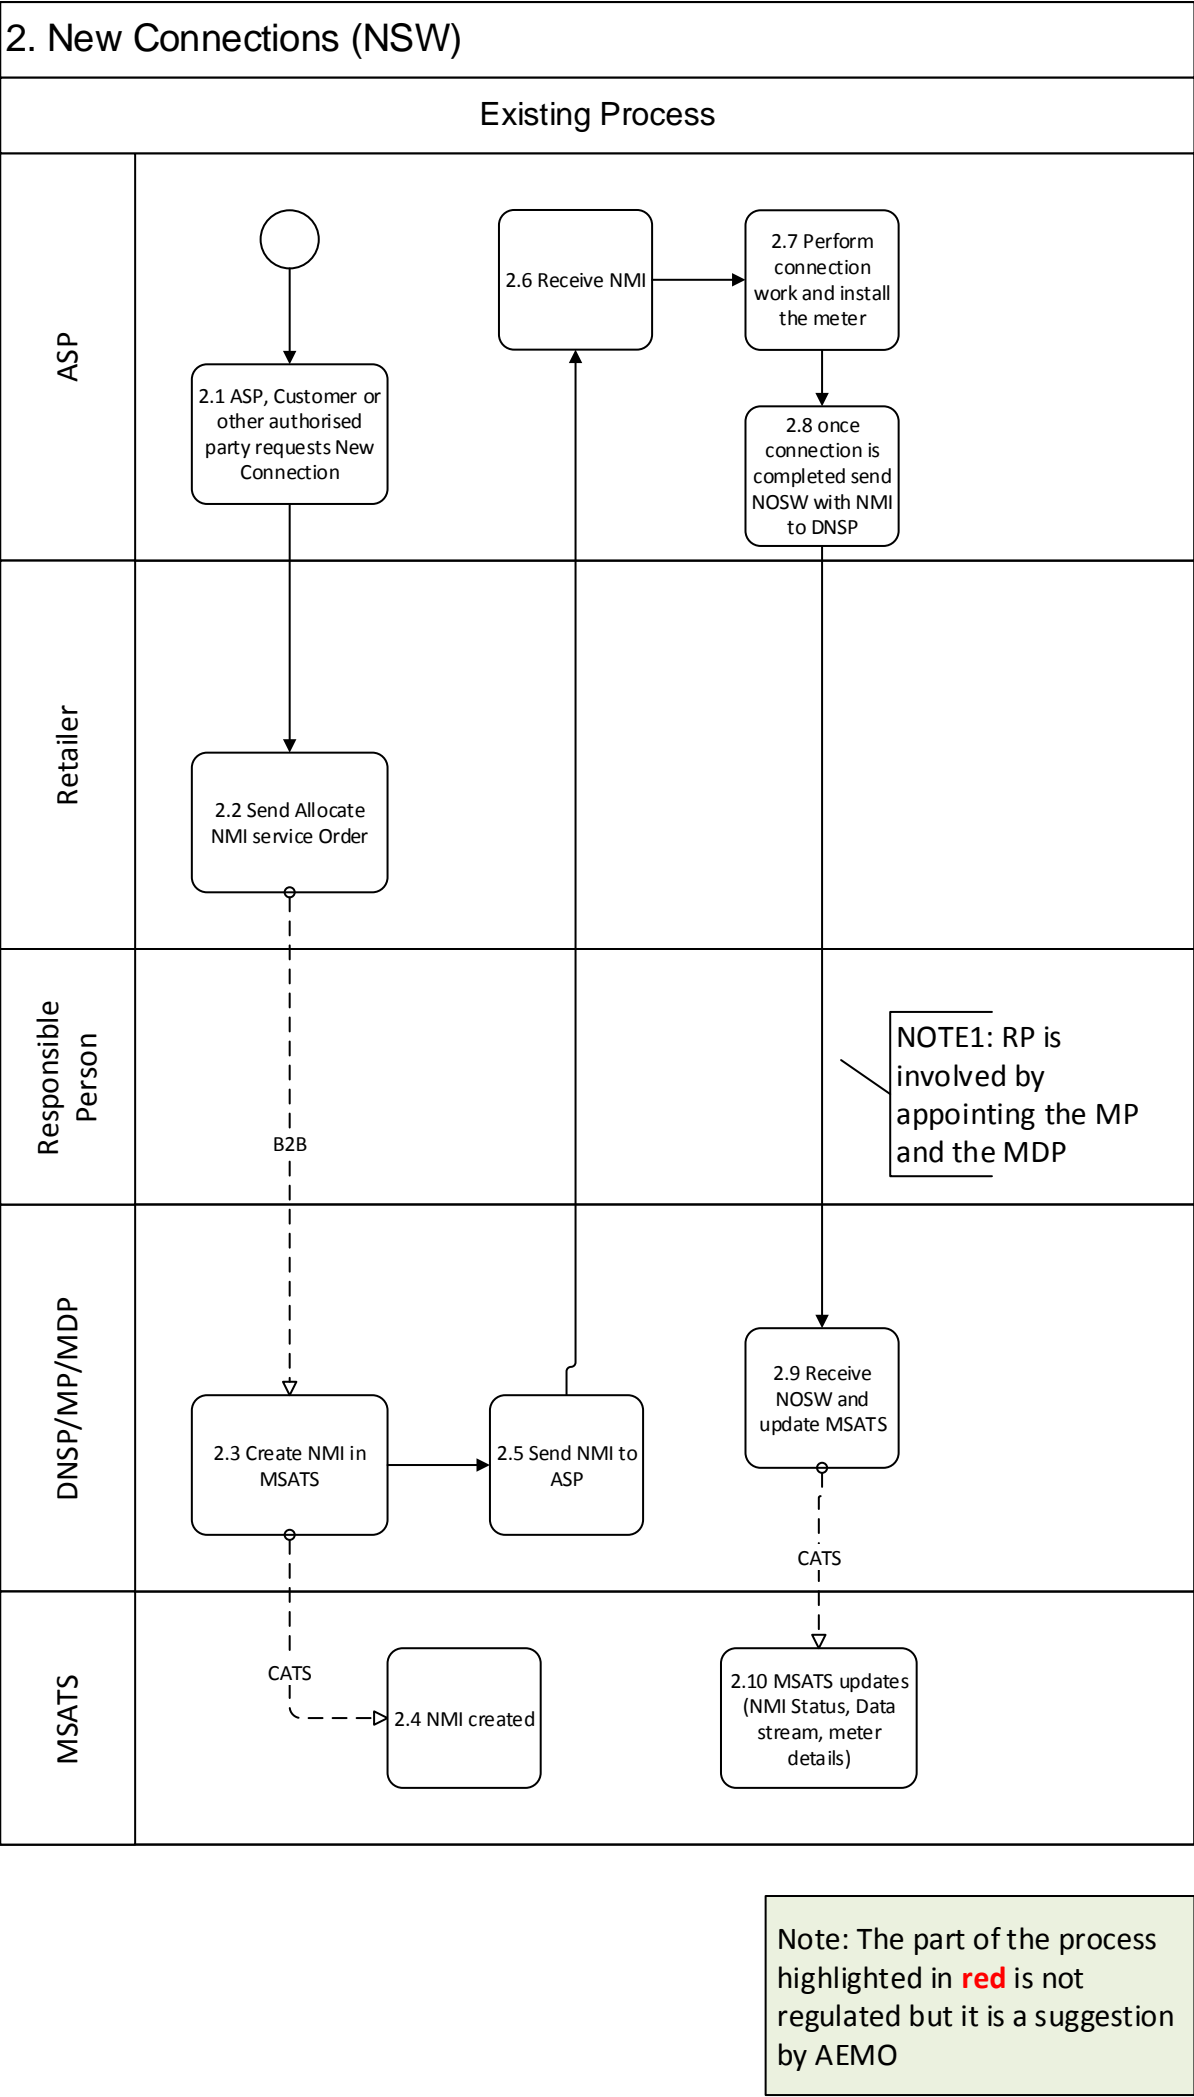 2. New Connections (NSW)
Existing Process
ASP
2.1 ASP, Customer or
other authorised
party requests New
Connection
2.6 Receive NMI
2.7 Perform
connection
work and install
the meter
2.8 once
connection is
completed send
NOSW with NMI
to DNSP
Retailer
2.2 Send Allocate
NMI service Order
Responsible
Person
B2B
NOTE1: RP is
involved by
appointing the MP
and the MDP
DNSP/MP/MDP
2.3 Create NMI in
MSATS
2.5 Send NMI to
ASP
2.9 Receive
NOSW and
update MSATS
CATS
MSATS
CATS
2.4 NMI created
2.10 MSATS updates
(NMI Status, Data
stream, meter
details)
Note: The part of the process
highlighted in red is not
regulated but it is a suggestion
by AEMO